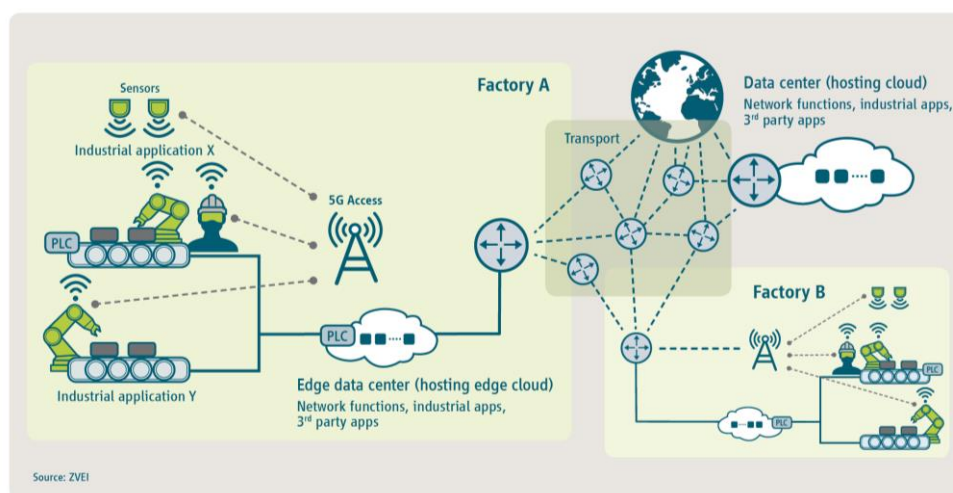 Factory A
Sensors
Industrial application X
5G Access
PLC
PLC
Industrial application Y
Edge data center (hosting edge cloud)
Network functions, industrial apps,
3rd party apps
Transport
Data center (hosting cloud)
Network functions, industrial apps,
3rd party apps
Factory B
PLC
PLC
Source: ZVEI